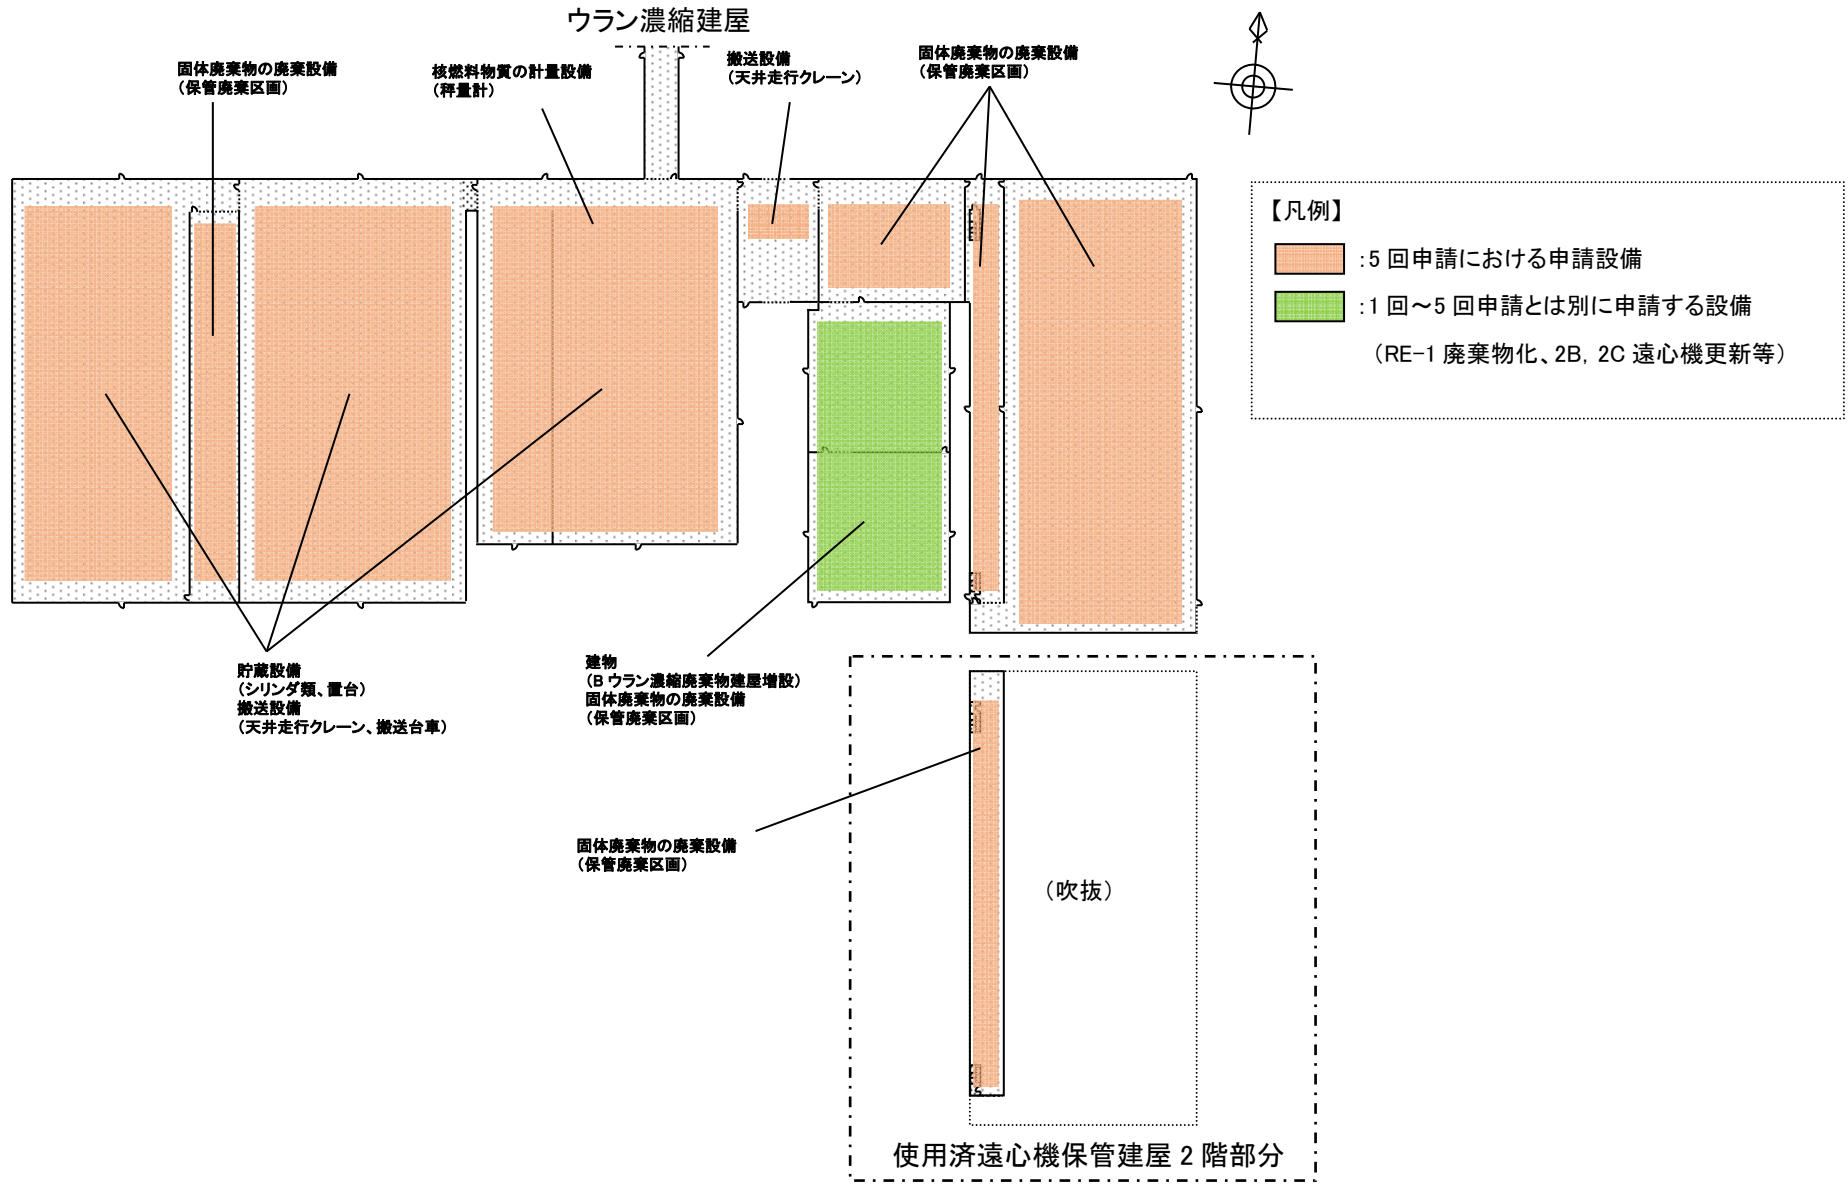 ウラン濃縮建屋
固体廃棄物の廃棄設備
（保管廃棄区画）
核燃料物質の計量設備
（秤量計）
搬送設備
（天井走行クレーン）
固体廃棄物の廃棄設備
（保管廃棄区画）
【凡例】
：5 回申請における申請設備
：1 回～5 回申請とは別に申請する設備
（RE-1 廃棄物化、2B，2C 遠心機更新等）
貯蔵設備
（シリンダ類、置台）
搬送設備
（天井走行クレーン、搬送台車）
建物
（B ウラン濃縮廃棄物建屋増設）
固体廃棄物の廃棄設備
（保管廃棄区画）
固体廃棄物の廃棄設備
（保管廃棄区画）
（吹抜）
使用済遠心機保管建屋 2 階部分